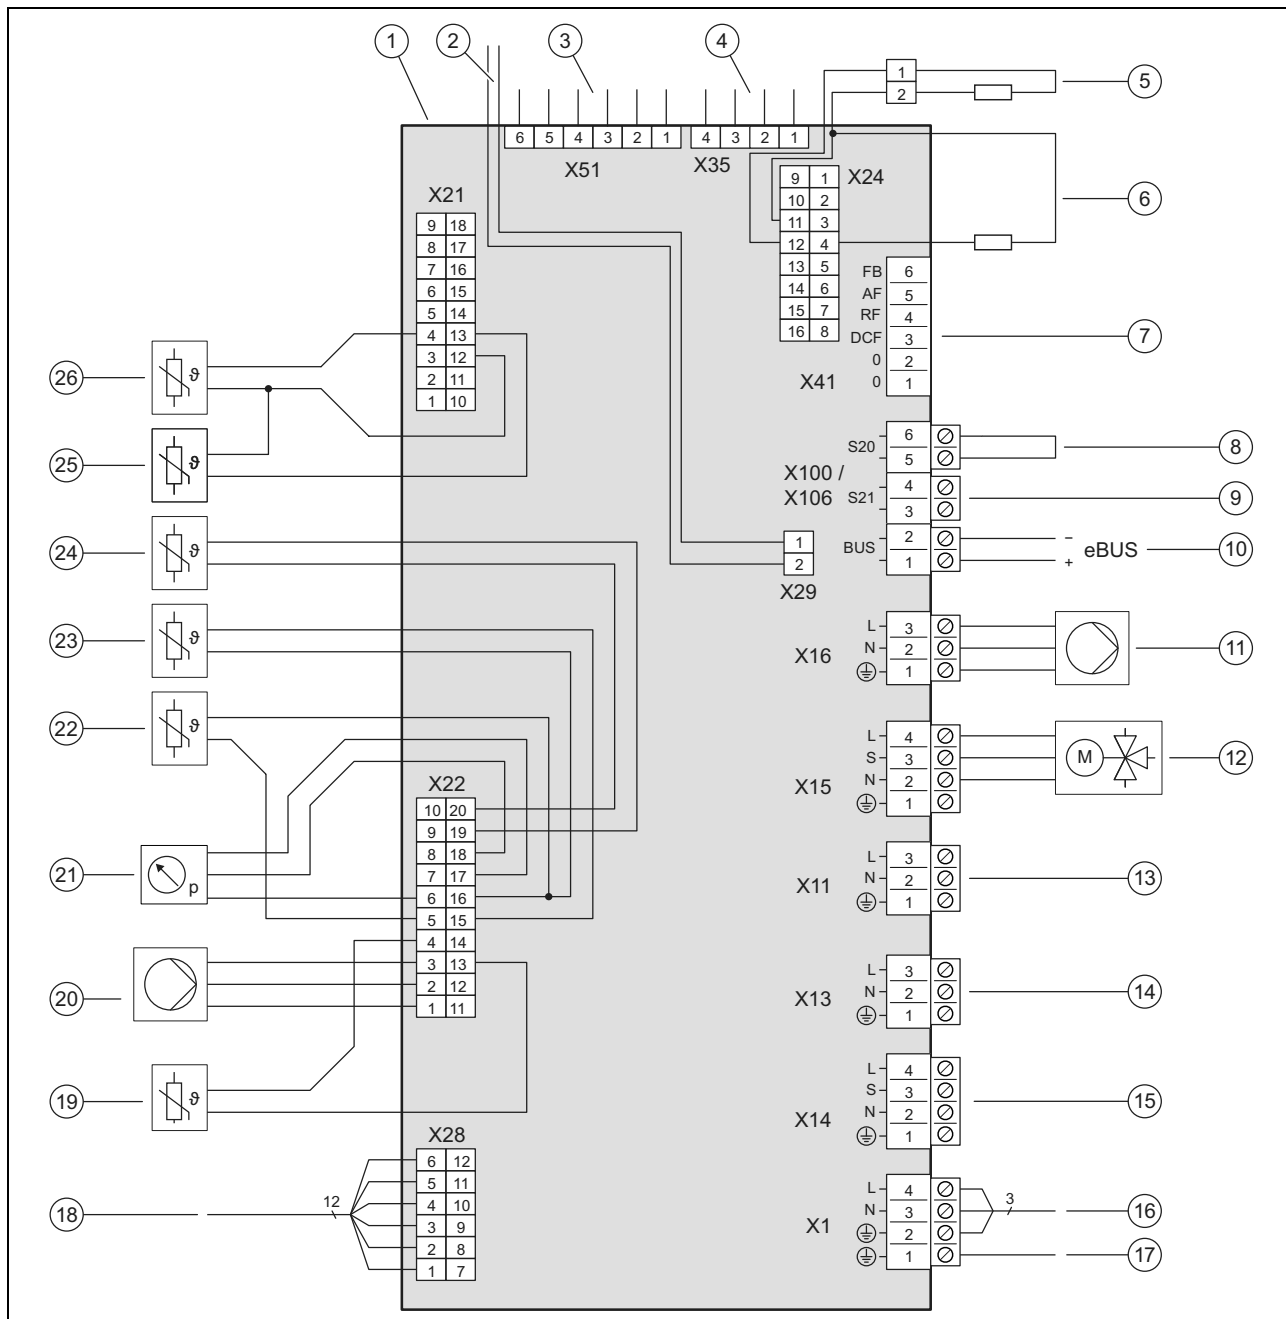 1
2
3
4
5
6
7
8
9
10
11
12
13
14
15
16
17
18
19
20
21
22
23
24
25
26
6 5 4 3 2 1
X51
4 3 2 1
X35
1
2
X24
9 1
10 2
11 3
12 4
13 5
14 6
15 7
16 8
X21
9 18
8 17
7 16
6 15
5 14
4 13
3 12
2 11
1 10
FB 6
AF 5
RF 4
DCF 3
0 2
0 1
X41
X100 /
X106
S20
6
5
S21
4
3
BUS
2
1
− eBUS
+
1
2
X29
X16
L 3
N 2
1
X15
L 4
S 3
N 2
1
M
X11
L 3
N 2
1
X13
L 3
N 2
1
X14
L 4
S 3
N 2
1
X1
L 4
N 3
2
1
3
ϑ
ϑ
ϑ
ϑ
ϑ
p
ϑ
X22
10 20
9 19
8 18
7 17
6 16
5 15
4 14
3 13
2 12
1 11
X28
6 12
5 11
4 10
3 9
2 8
1 7
12